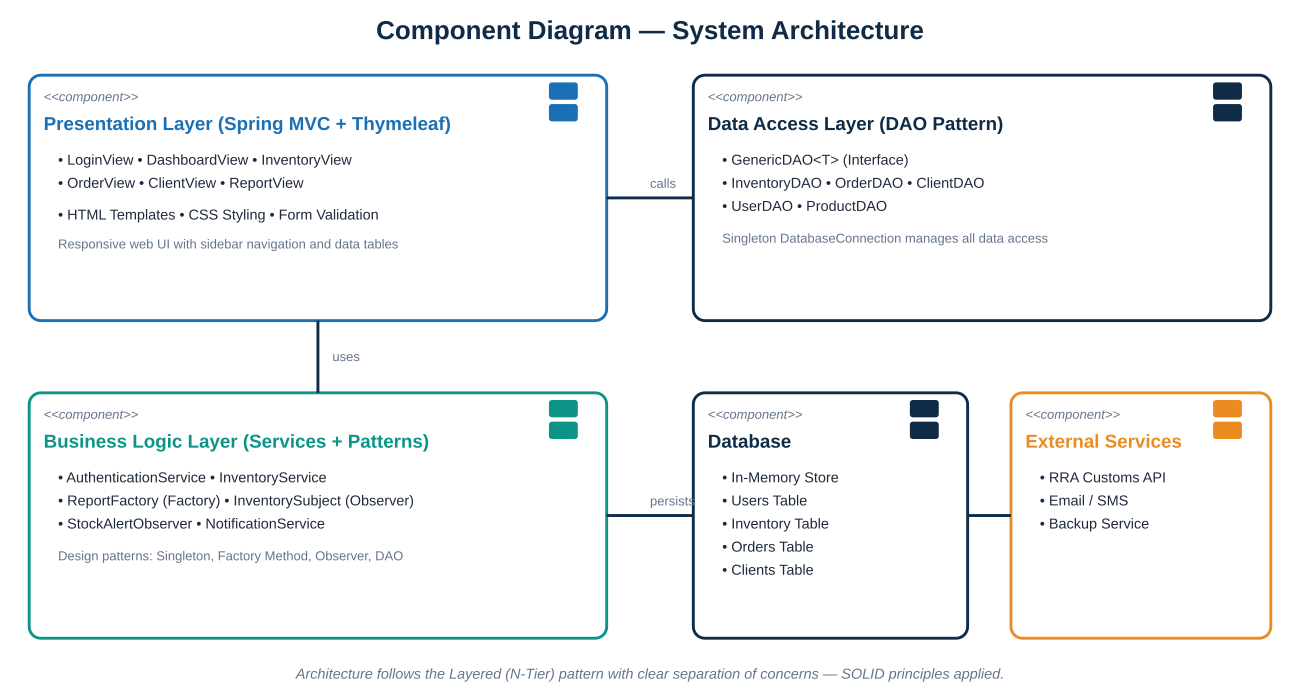 Component Diagram — System Architecture
<<component>>
Presentation Layer (Spring MVC + Thymeleaf)
• LoginView • DashboardView • InventoryView
• OrderView • ClientView • ReportView
• HTML Templates • CSS Styling • Form Validation
Responsive web UI with sidebar navigation and data tables
calls
<<component>>
Data Access Layer (DAO Pattern)
• GenericDAO<T> (Interface)
• InventoryDAO • OrderDAO • ClientDAO
• UserDAO • ProductDAO
Singleton DatabaseConnection manages all data access
uses
<<component>>
Business Logic Layer (Services + Patterns)
• AuthenticationService • InventoryService
• ReportFactory (Factory) • InventorySubject (Observer)
• StockAlertObserver • NotificationService
Design patterns: Singleton, Factory Method, Observer, DAO
persists
<<component>>
Database
• In-Memory Store
• Users Table
• Inventory Table
• Orders Table
• Clients Table
<<component>>
External Services
• RRA Customs API
• Email / SMS
• Backup Service
Architecture follows the Layered (N-Tier) pattern with clear separation of concerns — SOLID principles applied.